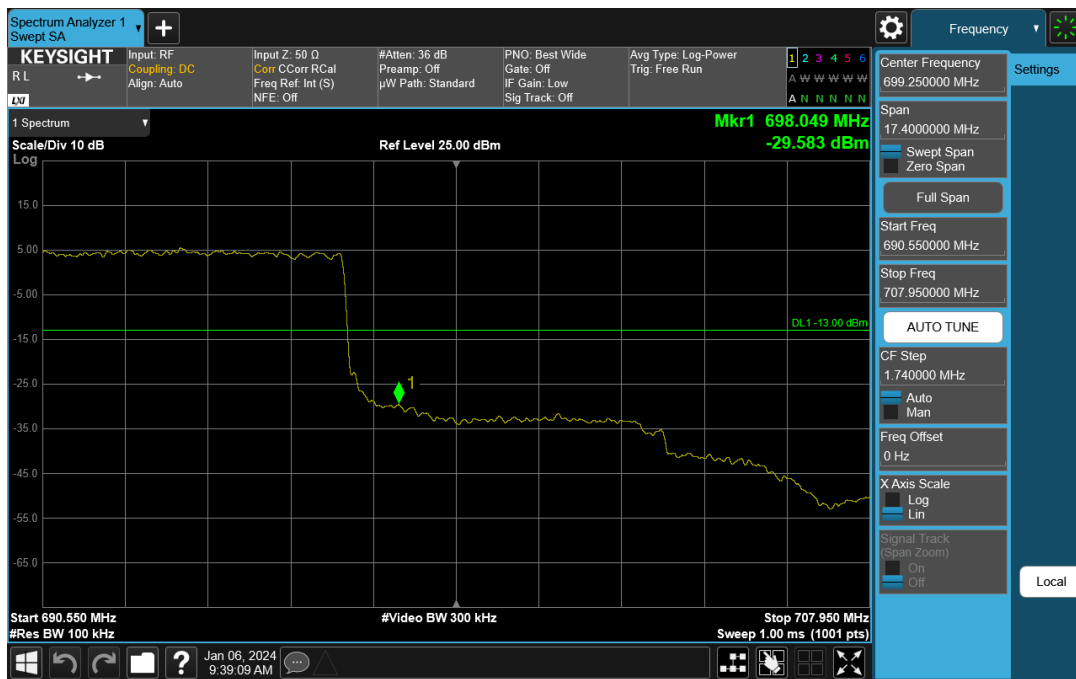 Spectrum Analyzer 1
Swept SA
Frequency
KEYSIGHT
R L
LXI
Input: RF
Coupling: DC
Align: Auto
Input Z: 50 Ω
Corr CCorr RCal
Freq Ref: Int (S)
NFE: Off
#Atten: 36 dB
Preamp: Off
µW Path: Standard
PNO: Best Wide
Gate: Off
IF Gain: Low
Sig Track: Off
Avg Type: Log-Power
Trig: Free Run
1 2 3 4 5 6
A W W W W W
A N N N N N
1 Spectrum
Scale/Div 10 dB
Ref Level 25.00 dBm
Mkr1 698.049 MHz
-29.583 dBm
Log
15.0
5.00
-5.00
-15.0
-25.0
-35.0
-45.0
-55.0
-65.0
DL1 -13.00 dBm
1
Start 690.550 MHz
#Res BW 100 kHz
#Video BW 300 kHz
Stop 707.950 MHz
Sweep 1.00 ms (1001 pts)
Center Frequency
699.250000 MHz
Settings
Span
17.4000000 MHz
Swept Span
Zero Span
Full Span
Start Freq
690.550000 MHz
Stop Freq
707.950000 MHz
AUTO TUNE
CF Step
1.740000 MHz
Auto
Man
Freq Offset
0 Hz
X Axis Scale
Log
Lin
Signal Track
(Span Zoom)
On
Off
Local
?
Jan 06, 2024
9:39:09 AM